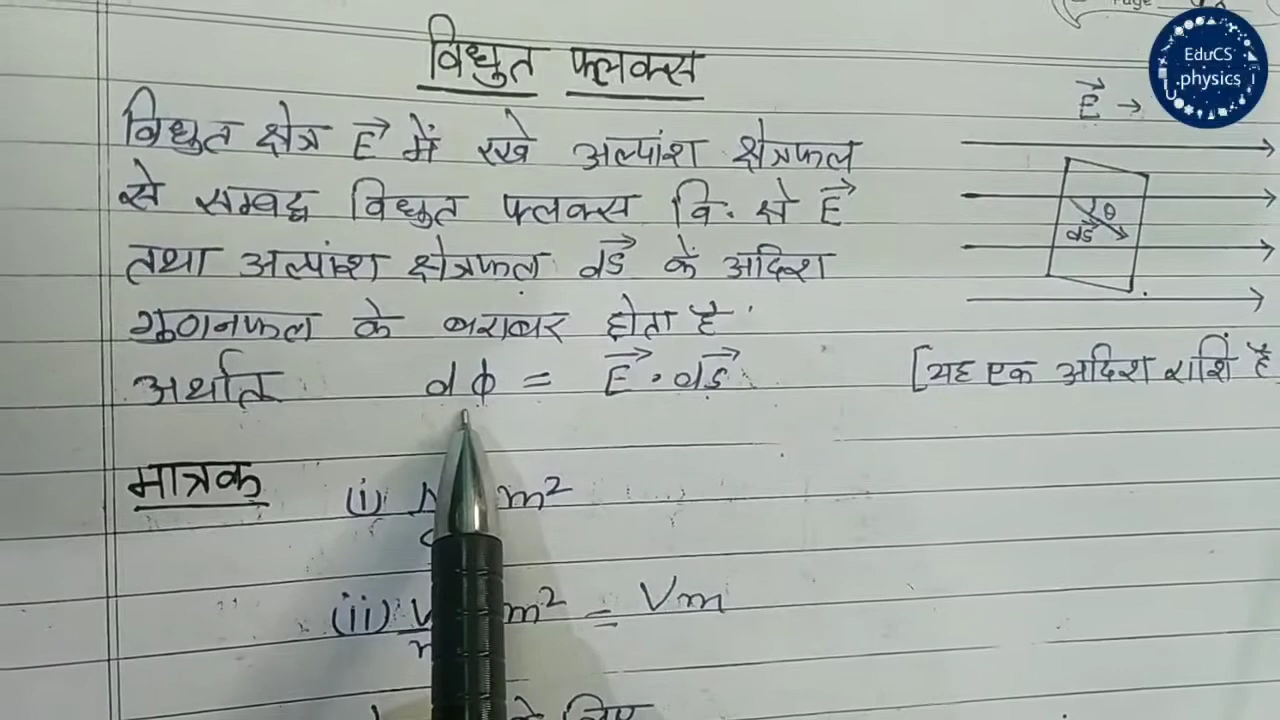 Page
EduCS
physics
विधुत फ्लक्स
E⃗ →
विधुत क्षेत्र E⃗ में रखे अल्पांश क्षेत्रफल
से सम्बद्ध विधुत फ्लक्स वि. क्षे E⃗
तथा अल्पांश क्षेत्रफल dS⃗ के अदिश
गुणनफल के बराबर होता है
θ
dS
अर्थात dϕ = E⃗ · dS⃗ [यह एक अदिश राशि है
मात्रक (i) m²
(ii) V m² = Vm
के लिए